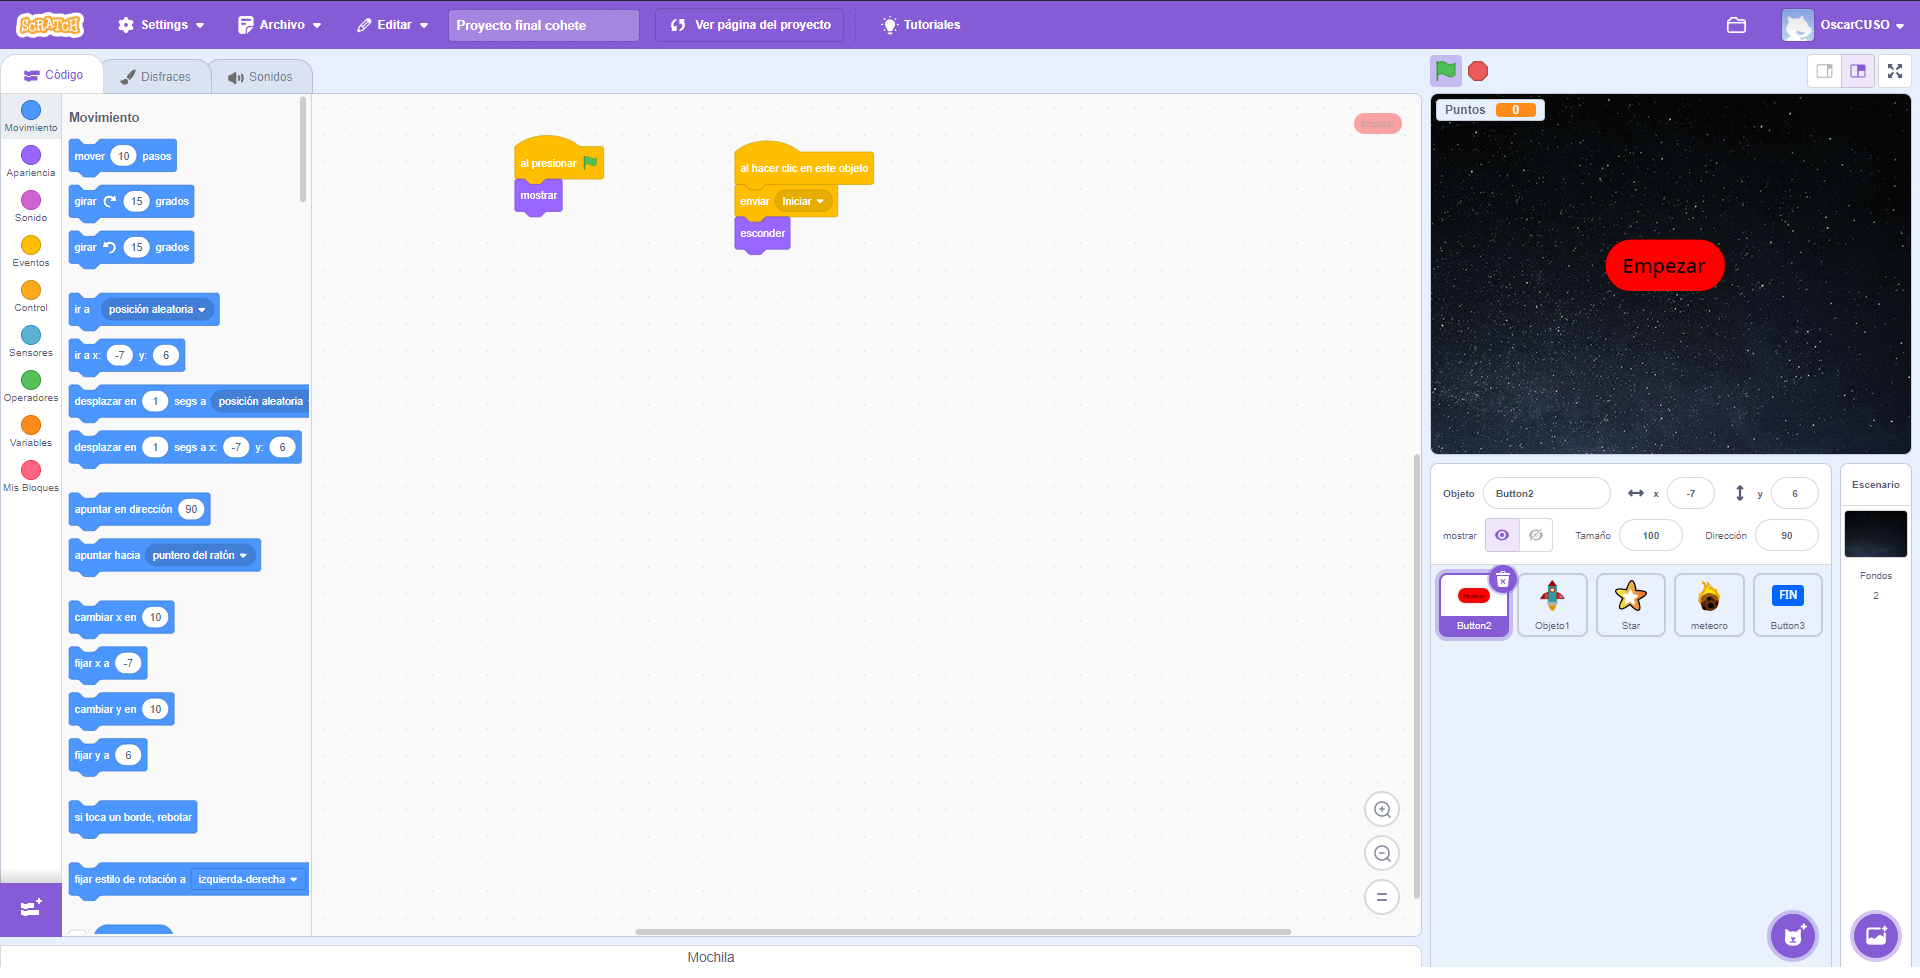 SCRATCH Settings Archivo Editar Proyecto final cohete Ver página del proyecto Tutoriales OscarCUSO
Código Disfraces Sonidos
Movimiento
Apariencia
Sonido
Eventos
Control
Sensores
Operadores
Variables
Mis Bloques
Movimiento
mover 10 pasos
girar 15 grados
girar 15 grados
ir a posición aleatoria
ir a x: -7 y: 6
desplazar en 1 segs a posición aleatoria
desplazar en 1 segs a x: -7 y: 6
apuntar en dirección 90
apuntar hacia puntero del ratón
cambiar x en 10
fijar x a -7
cambiar y en 10
fijar y a 6
si toca un borde, rebotar
fijar estilo de rotación a izquierda-derecha
al presionar
mostrar
al hacer clic en este objeto
enviar Iniciar
esconder
Empezar
Mochila
Puntos 0
Empezar
Objeto Button2 x -7 y 6
mostrar Tamaño 100 Dirección 90
Button2
Objeto1
Star
meteoro
FIN
Button3
Escenario
Fondos
2